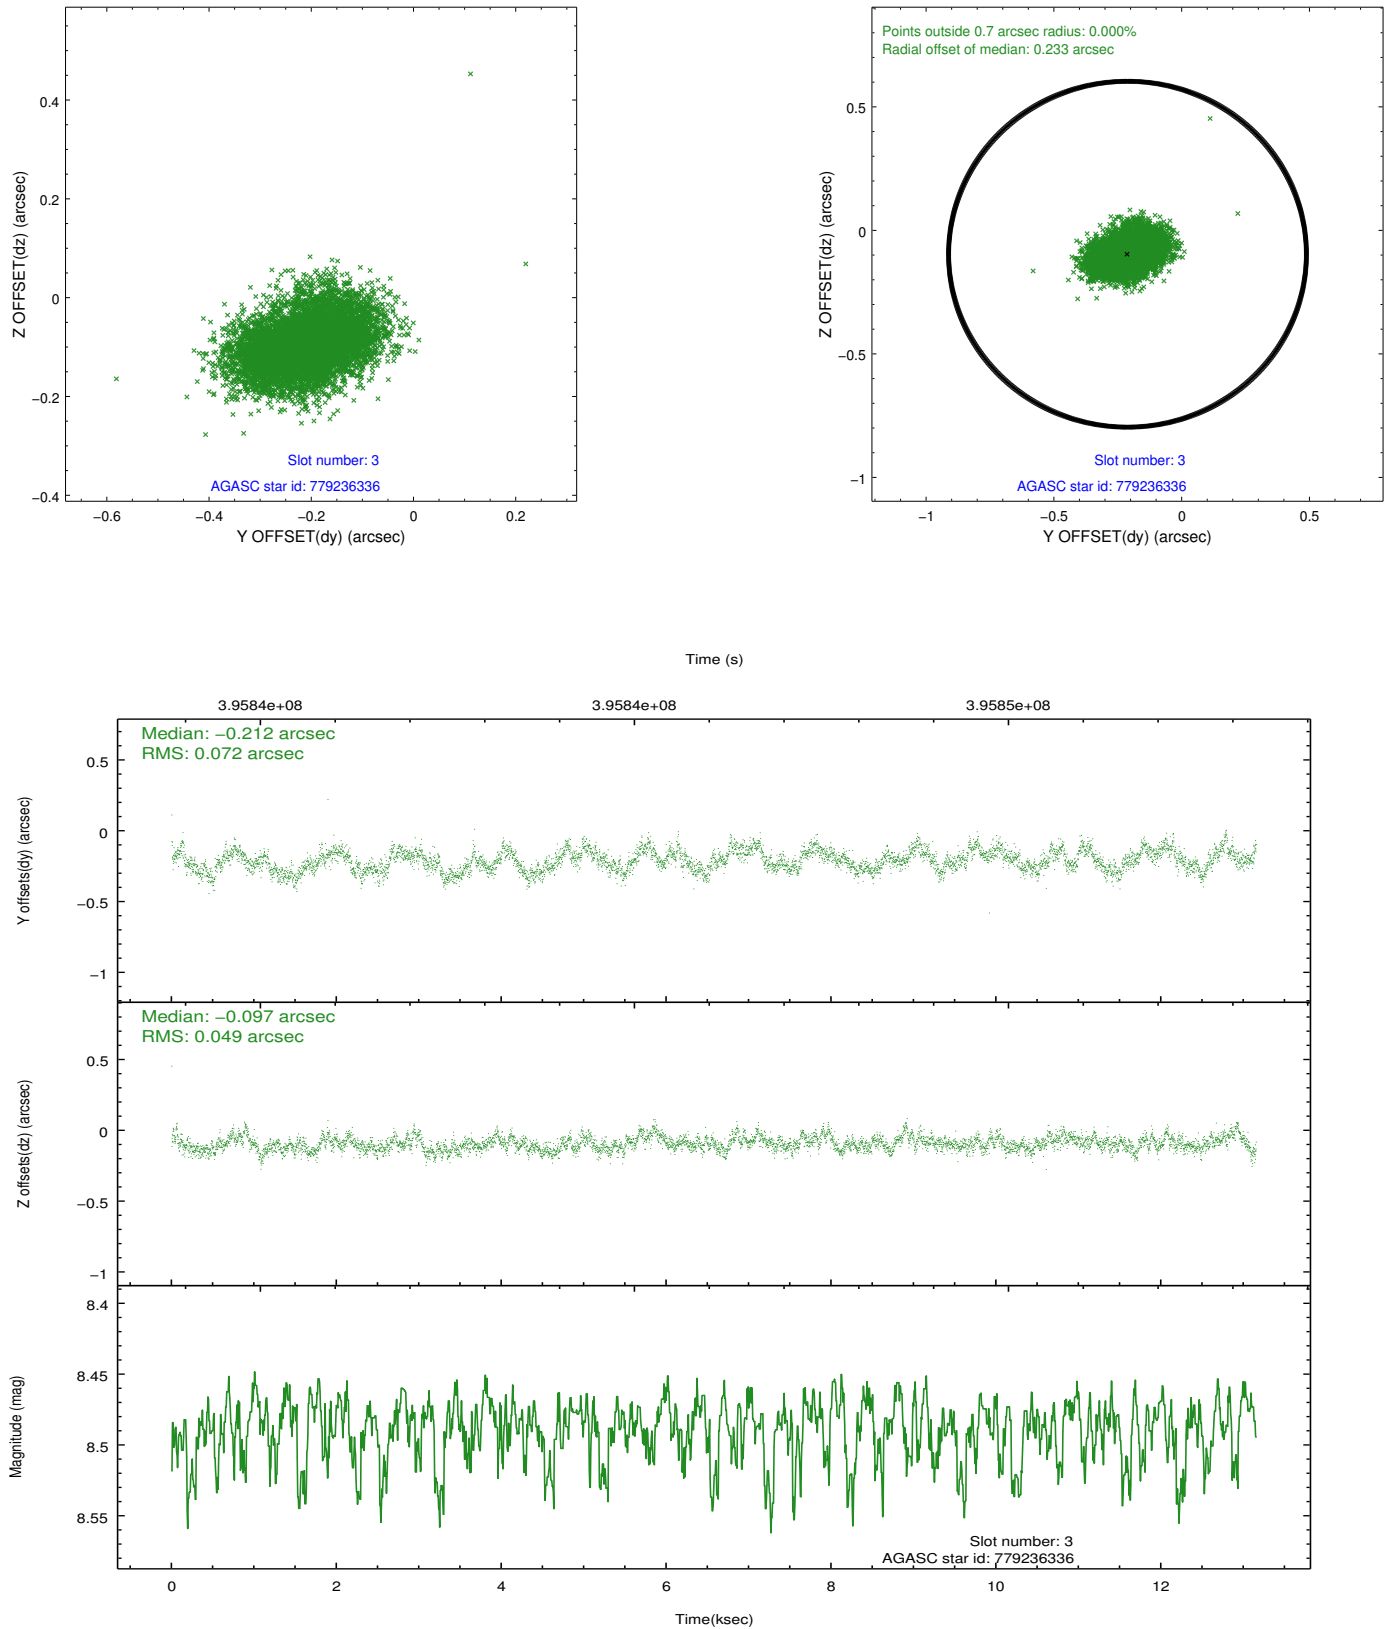 0.4
0.2
0
−0.2
−0.4
Z OFFSET(dz) (arcsec)
Slot number: 3
AGASC star id: 779236336
−0.6 −0.4 −0.2 0 0.2
Y OFFSET(dy) (arcsec)
Points outside 0.7 arcsec radius: 0.000%
Radial offset of median: 0.233 arcsec
0.5
0
−0.5
−1
Z OFFSET(dz) (arcsec)
Slot number: 3
AGASC star id: 779236336
−1 −0.5 0 0.5
Y OFFSET(dy) (arcsec)
Time (s)
3.9584e+08 3.9584e+08 3.9585e+08
Median: −0.212 arcsec
RMS: 0.072 arcsec
0.5
0
−0.5
−1
Y offsets(dy) (arcsec)
Median: −0.097 arcsec
RMS: 0.049 arcsec
0.5
0
−0.5
−1
Z offsets(dz) (arcsec)
8.4
8.45
8.5
8.55
Magnitude (mag)
Slot number: 3
AGASC star id: 779236336
0 2 4 6 8 10 12
Time(ksec)